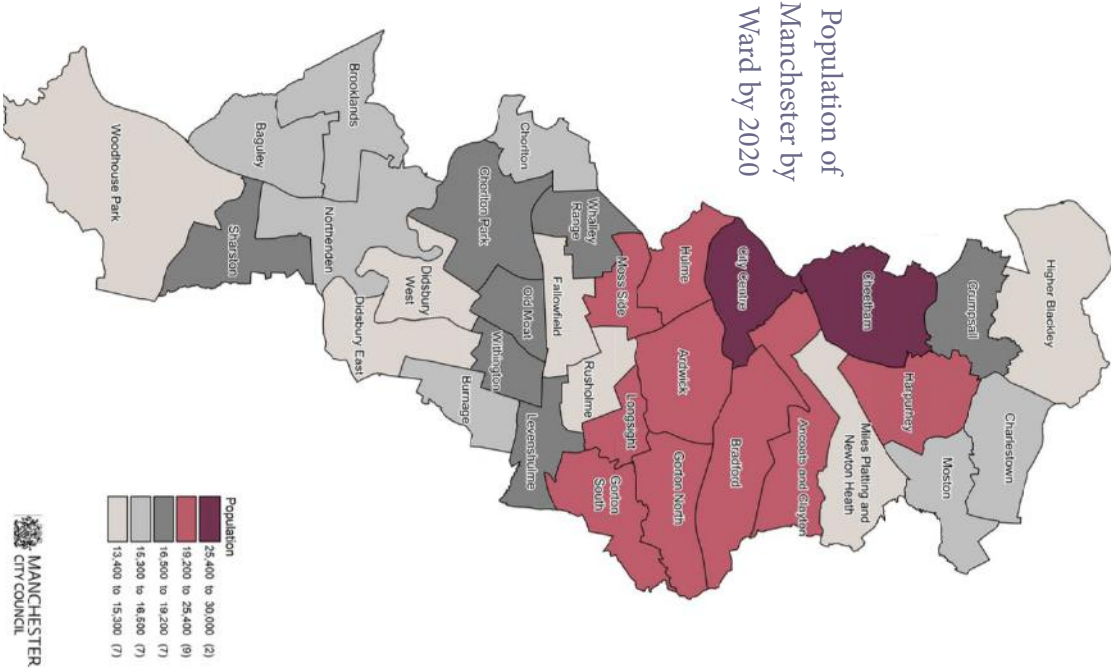 Population of
Manchester by
Ward by 2020
Higher Blackley
Charlestown
Crumpsall
Moston
Harpurhey
Cheetham
Miles Platting and
Newton Heath
Ancoats and Clayton
City Centre
Bradford
Hulme
Ardwick
Gorton North
Moss Side
Longsight
Gorton
South
Whalley
Range
Rusholme
Fallowfield
Levenshulme
Chorlton
Old Moat
Withington
Chorlton Park
Burnage
Didsbury
West
Didsbury East
Brooklands
Northenden
Baguley
Sharston
Woodhouse Park
Population
25,400 to 30,000 (2)
19,200 to 25,400 (9)
16,500 to 19,200 (7)
15,300 to 16,500 (7)
13,400 to 15,300 (7)
MANCHESTER
CITY COUNCIL